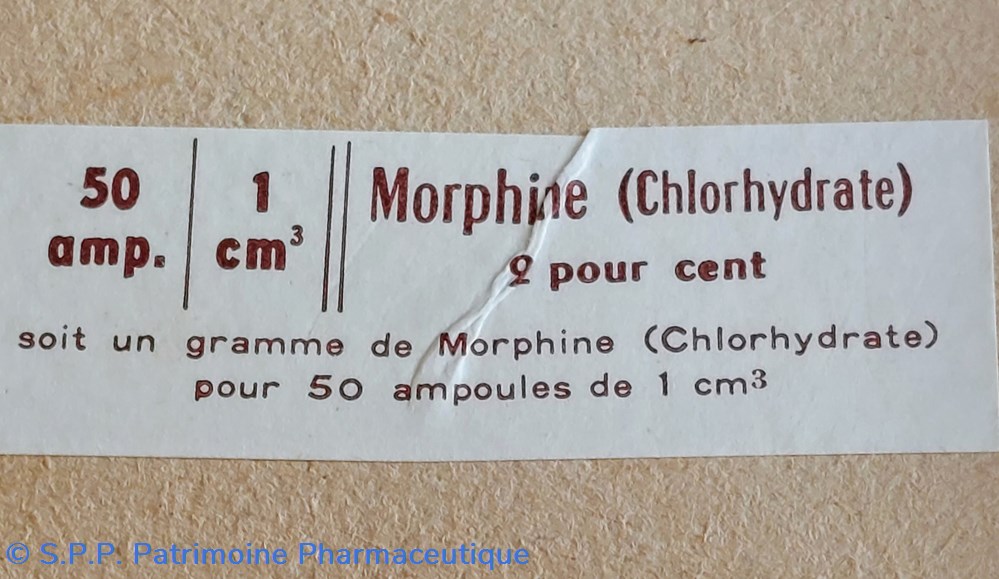 50 amp.
1 cm³
Morphine (Chlorhydrate)
2 pour cent
soit un gramme de Morphine (Chlorhydrate)
pour 50 ampoules de 1 cm3
© S.P.P. Patrimoine Pharmaceutique